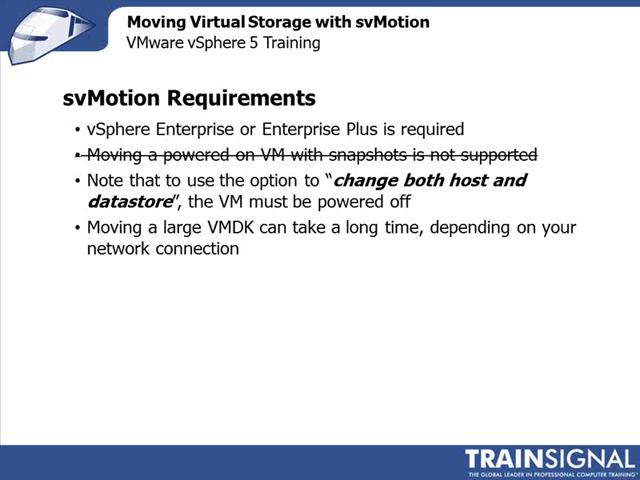 Moving Virtual Storage with svMotion
VMware vSphere 5 Training
svMotion Requirements
• vSphere Enterprise or Enterprise Plus is required
• Moving a powered on VM with snapshots is not supported
• Note that to use the option to “change both host and
datastore”, the VM must be powered off
• Moving a large VMDK can take a long time, depending on your
network connection
TRAINSIGNAL
THE GLOBAL LEADER IN PROFESSIONAL COMPUTER TRAINING™